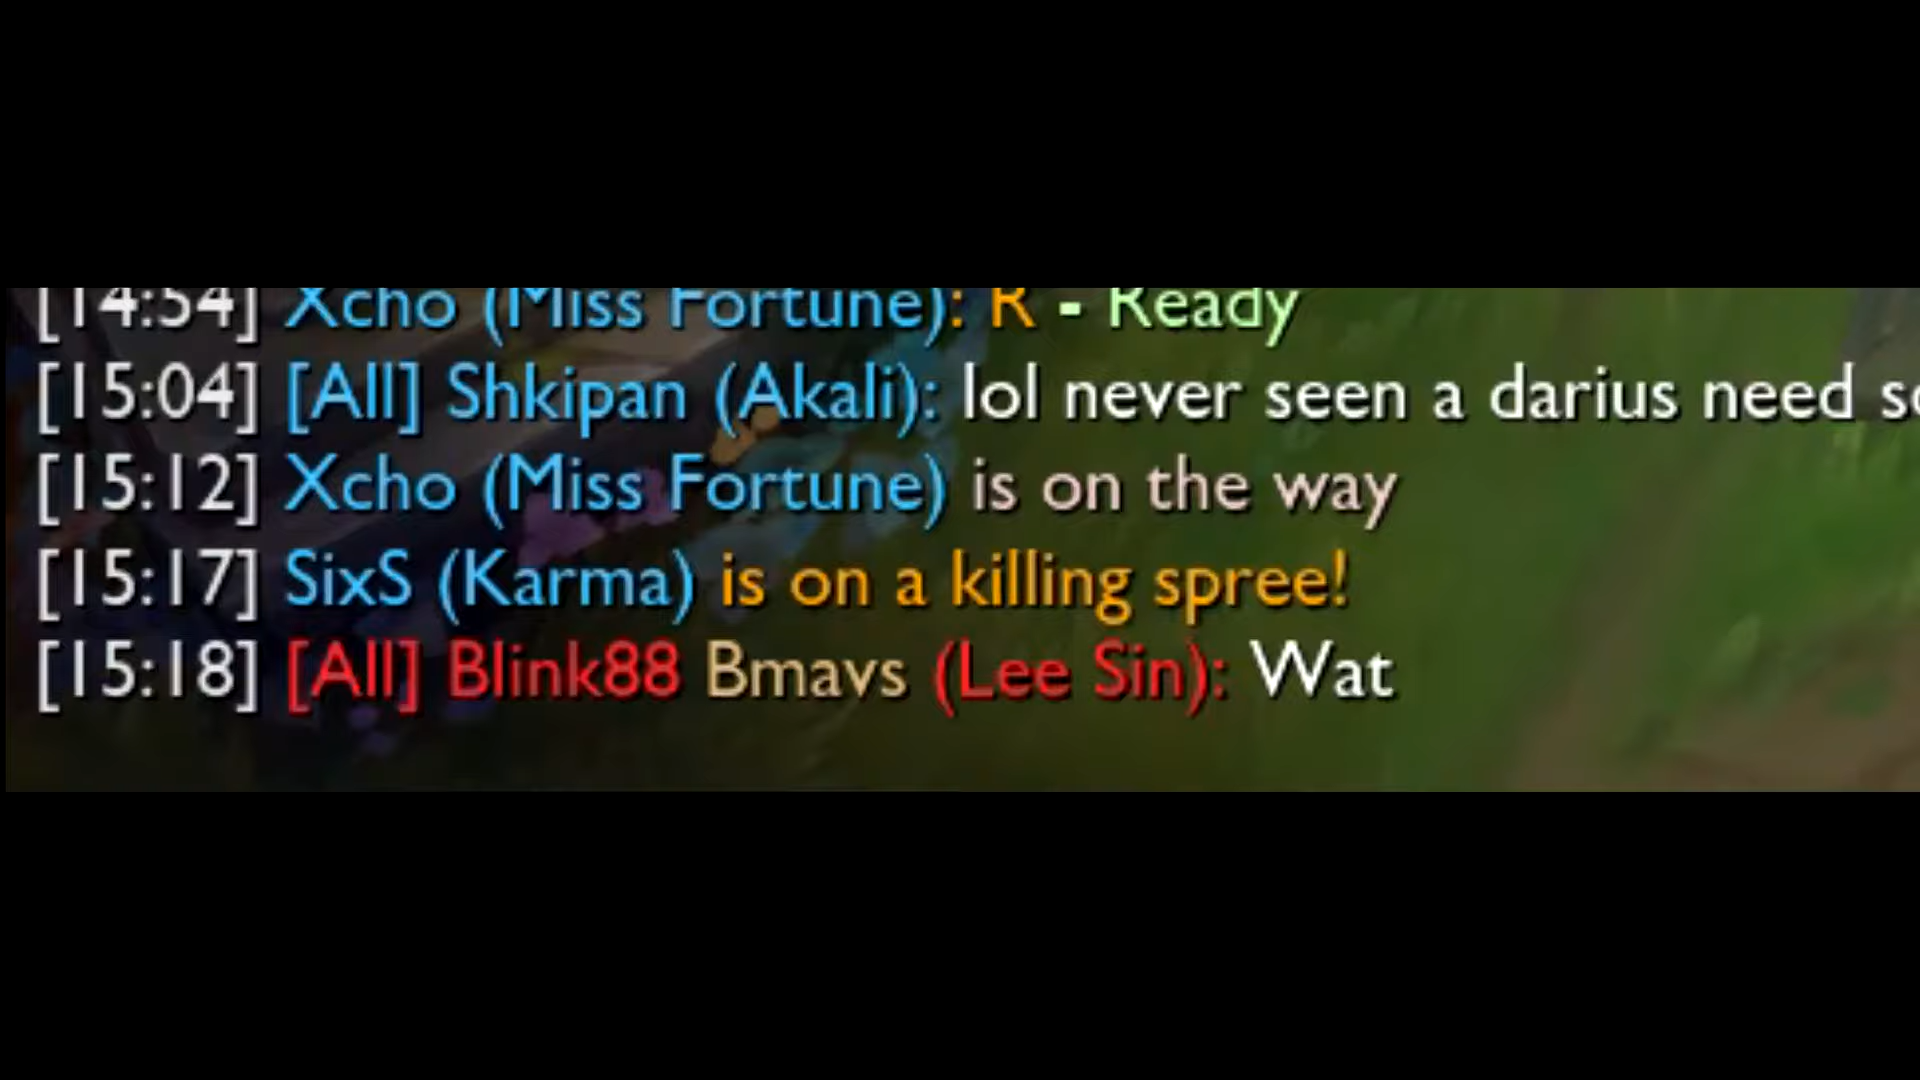 [14:54] Xcho (Miss Fortune): R - Ready
[15:04] [All] Shkipan (Akali): lol never seen a darius need
[15:12] Xcho (Miss Fortune) is on the way
[15:17] SixS (Karma) is on a killing spree!
[15:18] [All] Blink88 Bmavs (Lee Sin): Wat